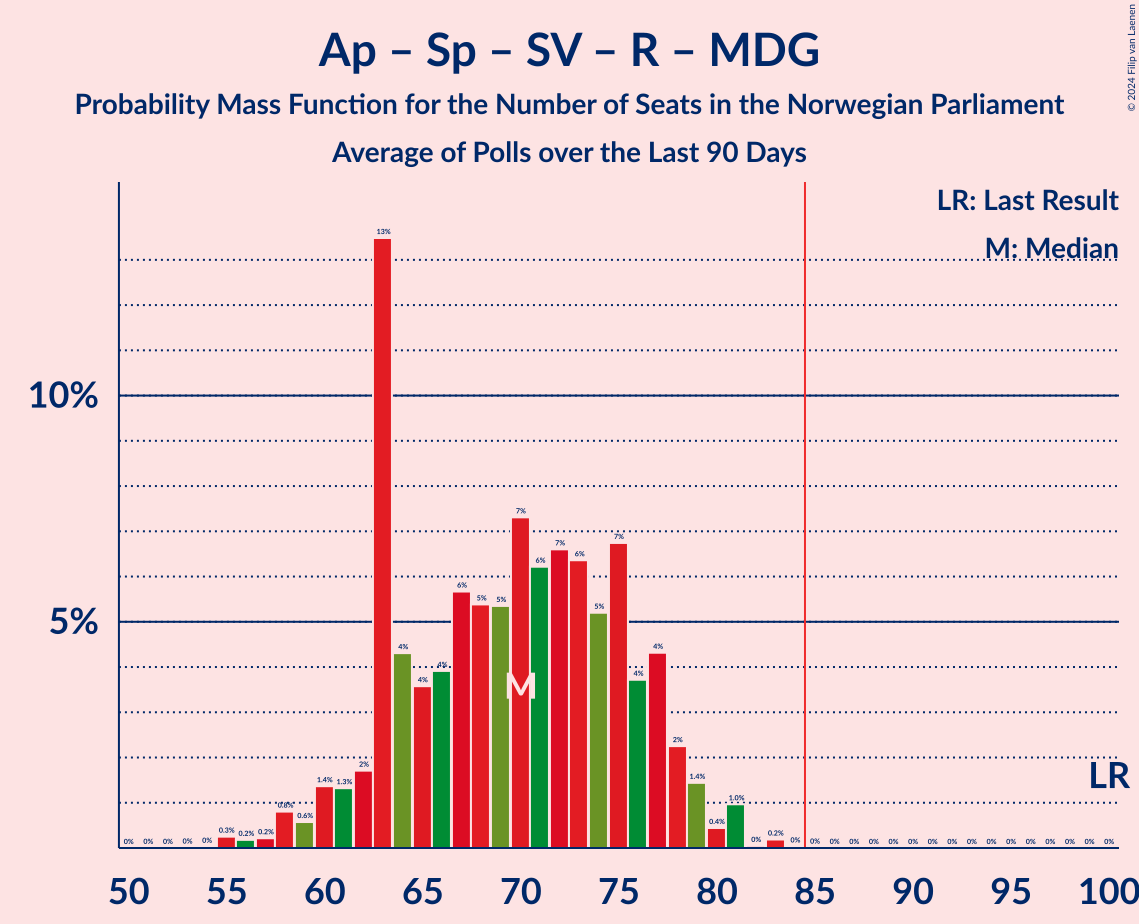 Ap – Sp – SV – R – MDG
Probability Mass Function for the Number of Seats in the Norwegian Parliament
Average of Polls over the Last 90 Days
© 2024 Filip van Laenen
LR: Last Result
M: Median
10%
5%
0% 0% 0% 0% 0% 0.3% 0.2% 0.2% 0.8% 0.6% 1.4% 1.3% 2% 13% 4% 4% 4% 6% 5% 5% 7% 6% 7% 6% 5% 7% 4% 4% 2% 1.4% 0.4% 1.0% 0% 0.2% 0% 0% 0% 0% 0% 0% 0% 0% 0% 0% 0% 0% 0% 0% 0% 0% 0%
M
LR
50 55 60 65 70 75 80 85 90 95 100